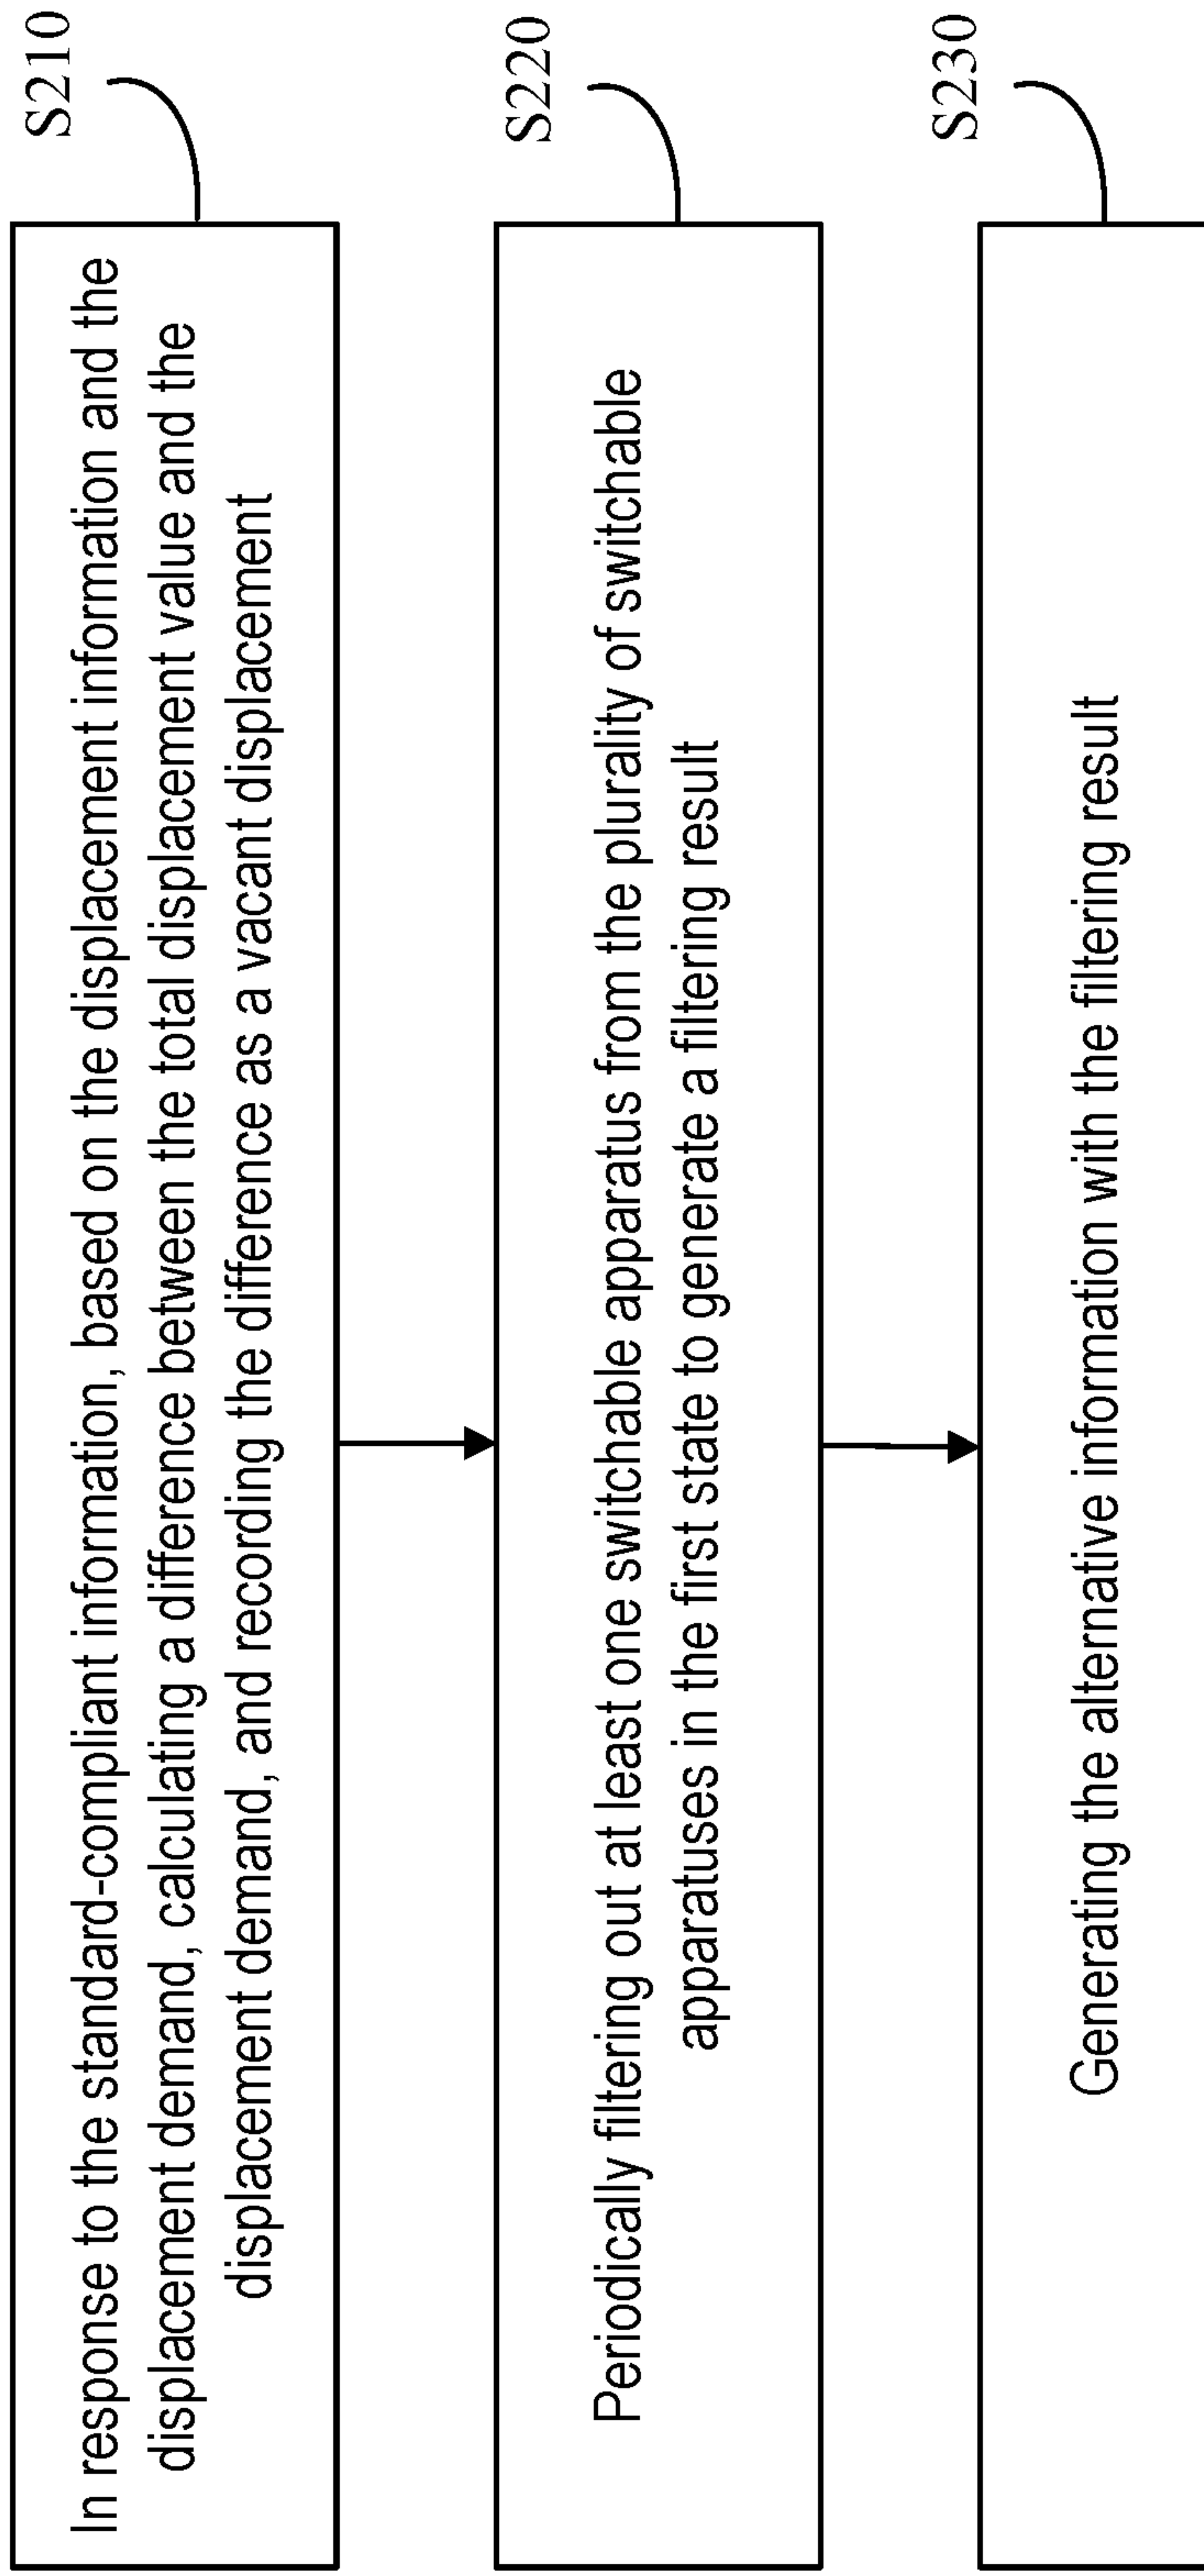 In response to the standard-compliant information, based on the displacement information and the
displacement demand, calculating a difference between the total displacement value and the
displacement demand, and recording the difference as a vacant displacement
S210
Periodically filtering out at least one switchable apparatus from the plurality of switchable
apparatuses in the first state to generate a filtering result
S220
Generating the alternative information with the filtering result
S230